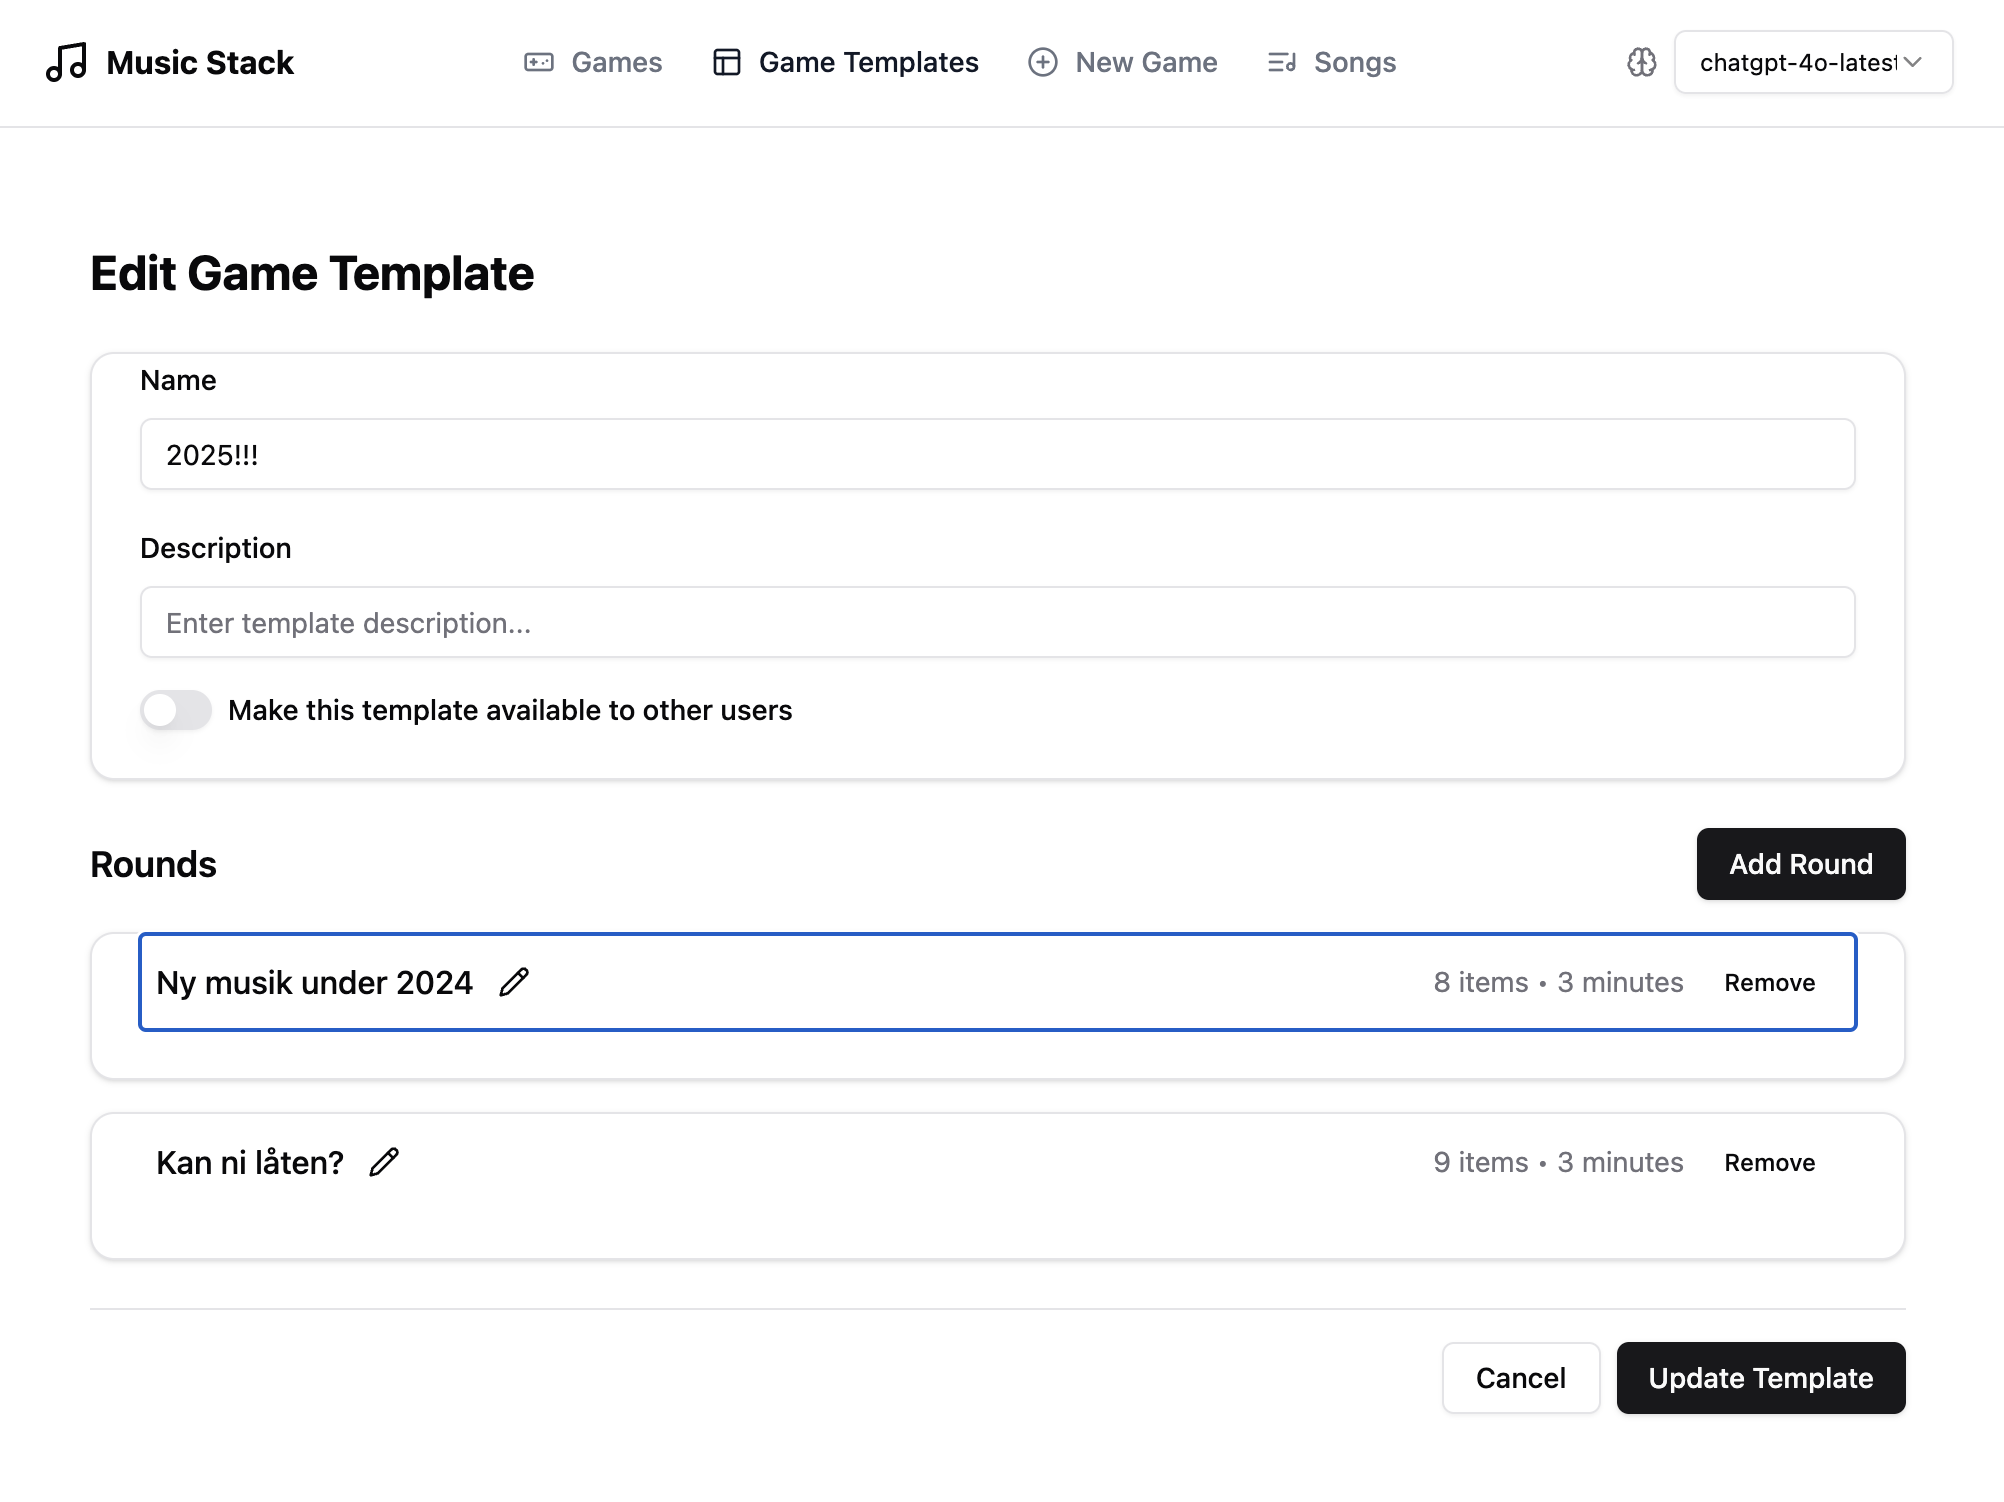 Music Stack
Games
Game Templates
New Game
Songs
chatgpt-4o-latest
Edit Game Template
Name
2025!!!
Description
Enter template description...
Make this template available to other users
Rounds
Add Round
Ny musik under 2024
8 items • 3 minutes
Remove
Kan ni låten?
9 items • 3 minutes
Remove
Cancel
Update Template